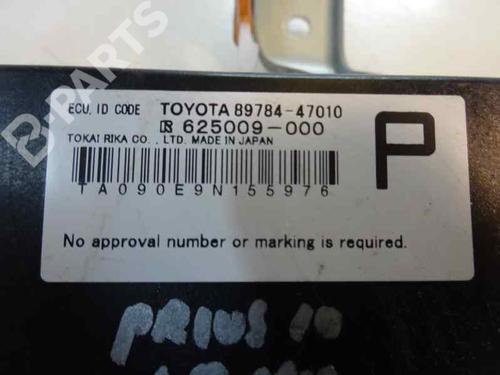 B-PARTS
ECU, ID CODE TOYOTA 89784-47010
R 625009-000
TOKAI RIKA CO., LTD. MADE IN JAPAN
P
TA090E9N155976
No approval number or marking is required.
PRIUS 10